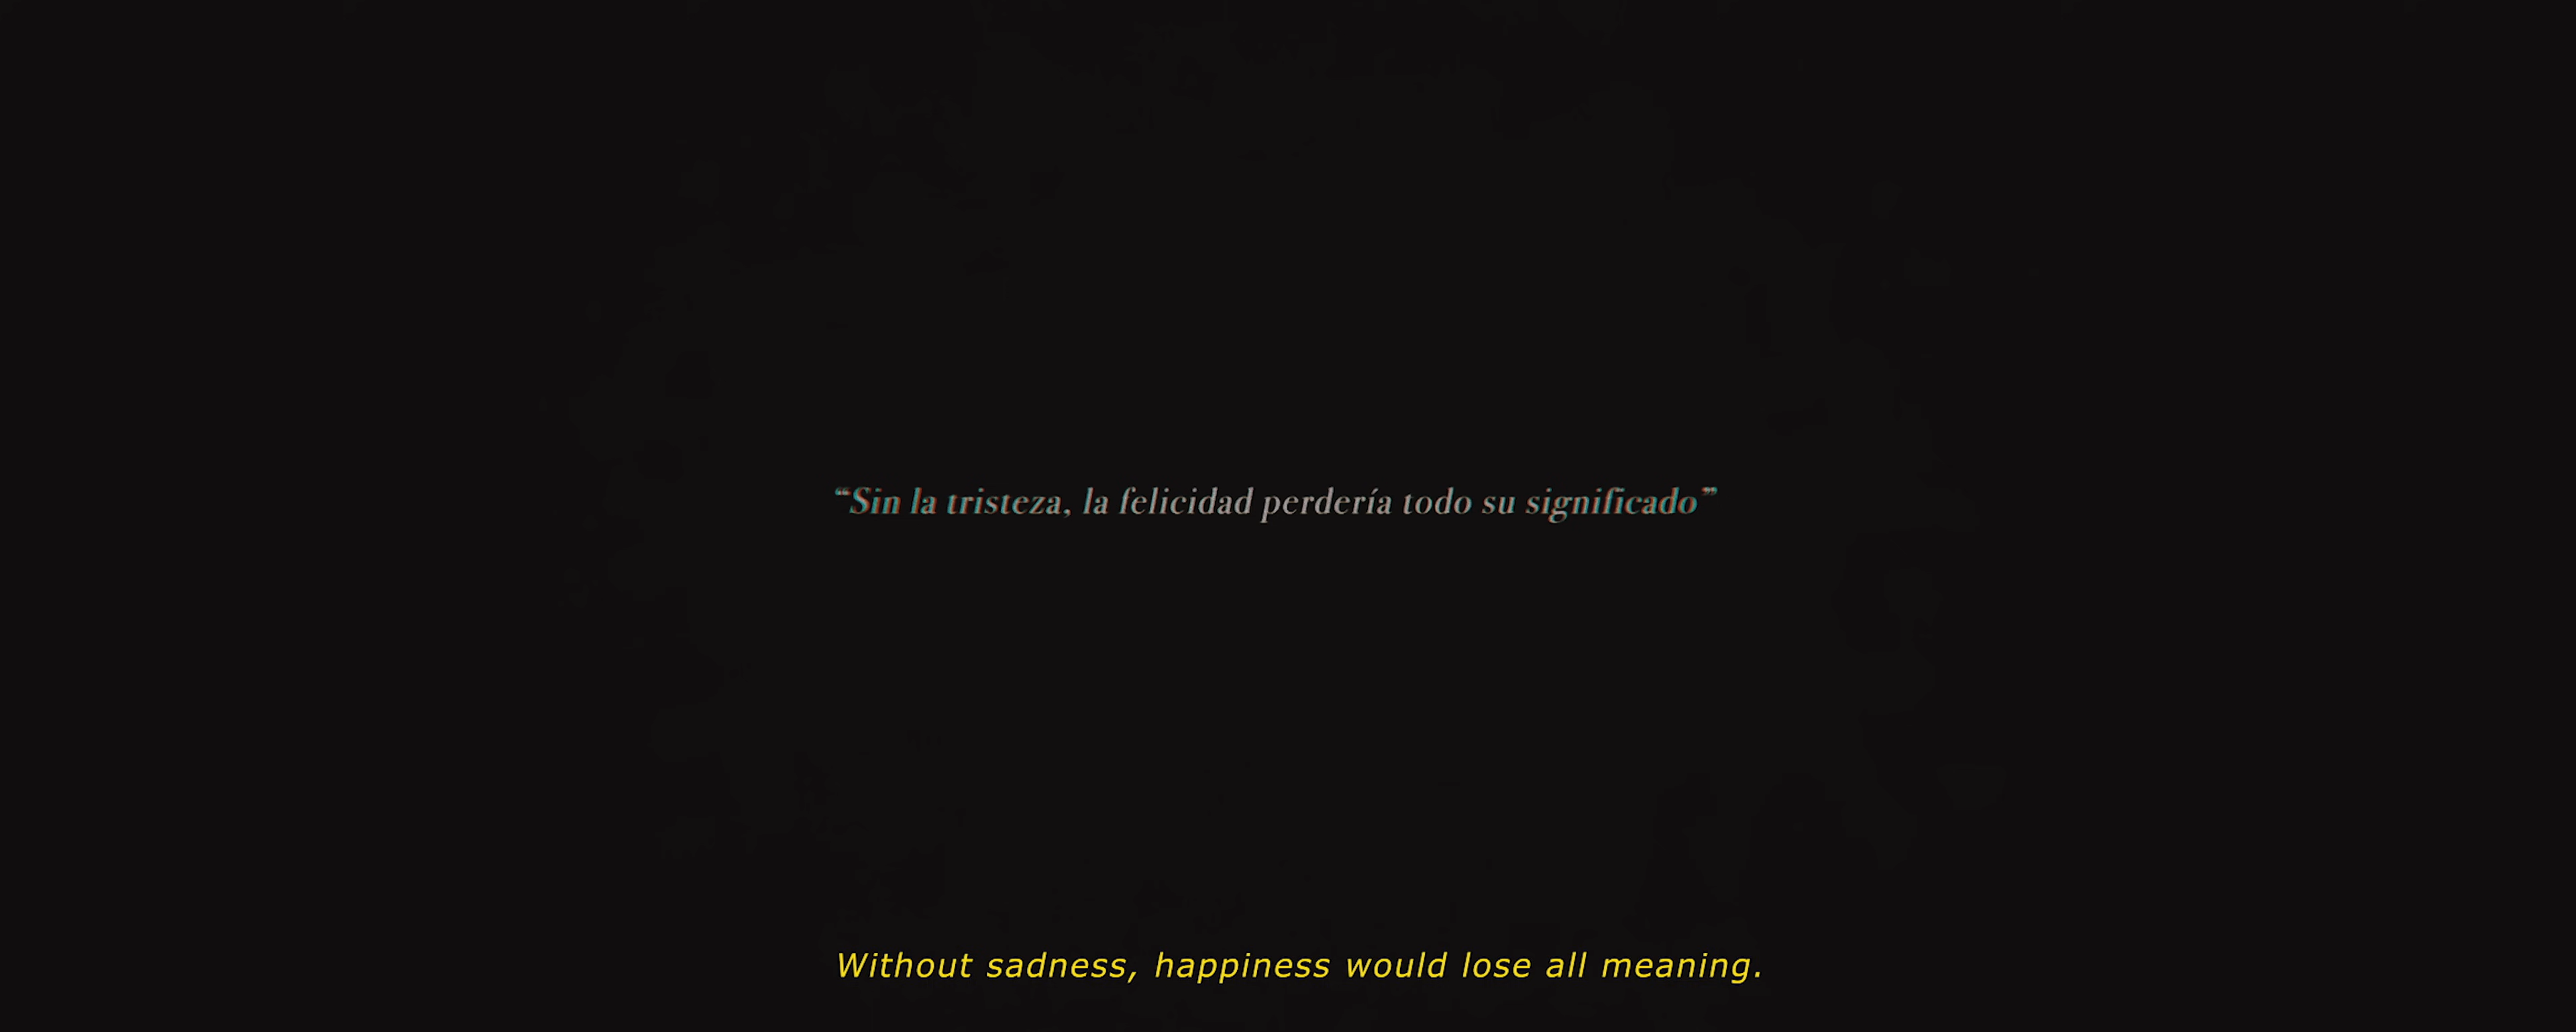 “Sin la tristeza, la felicidad perdería todo su significado”
Without sadness, happiness would lose all meaning.